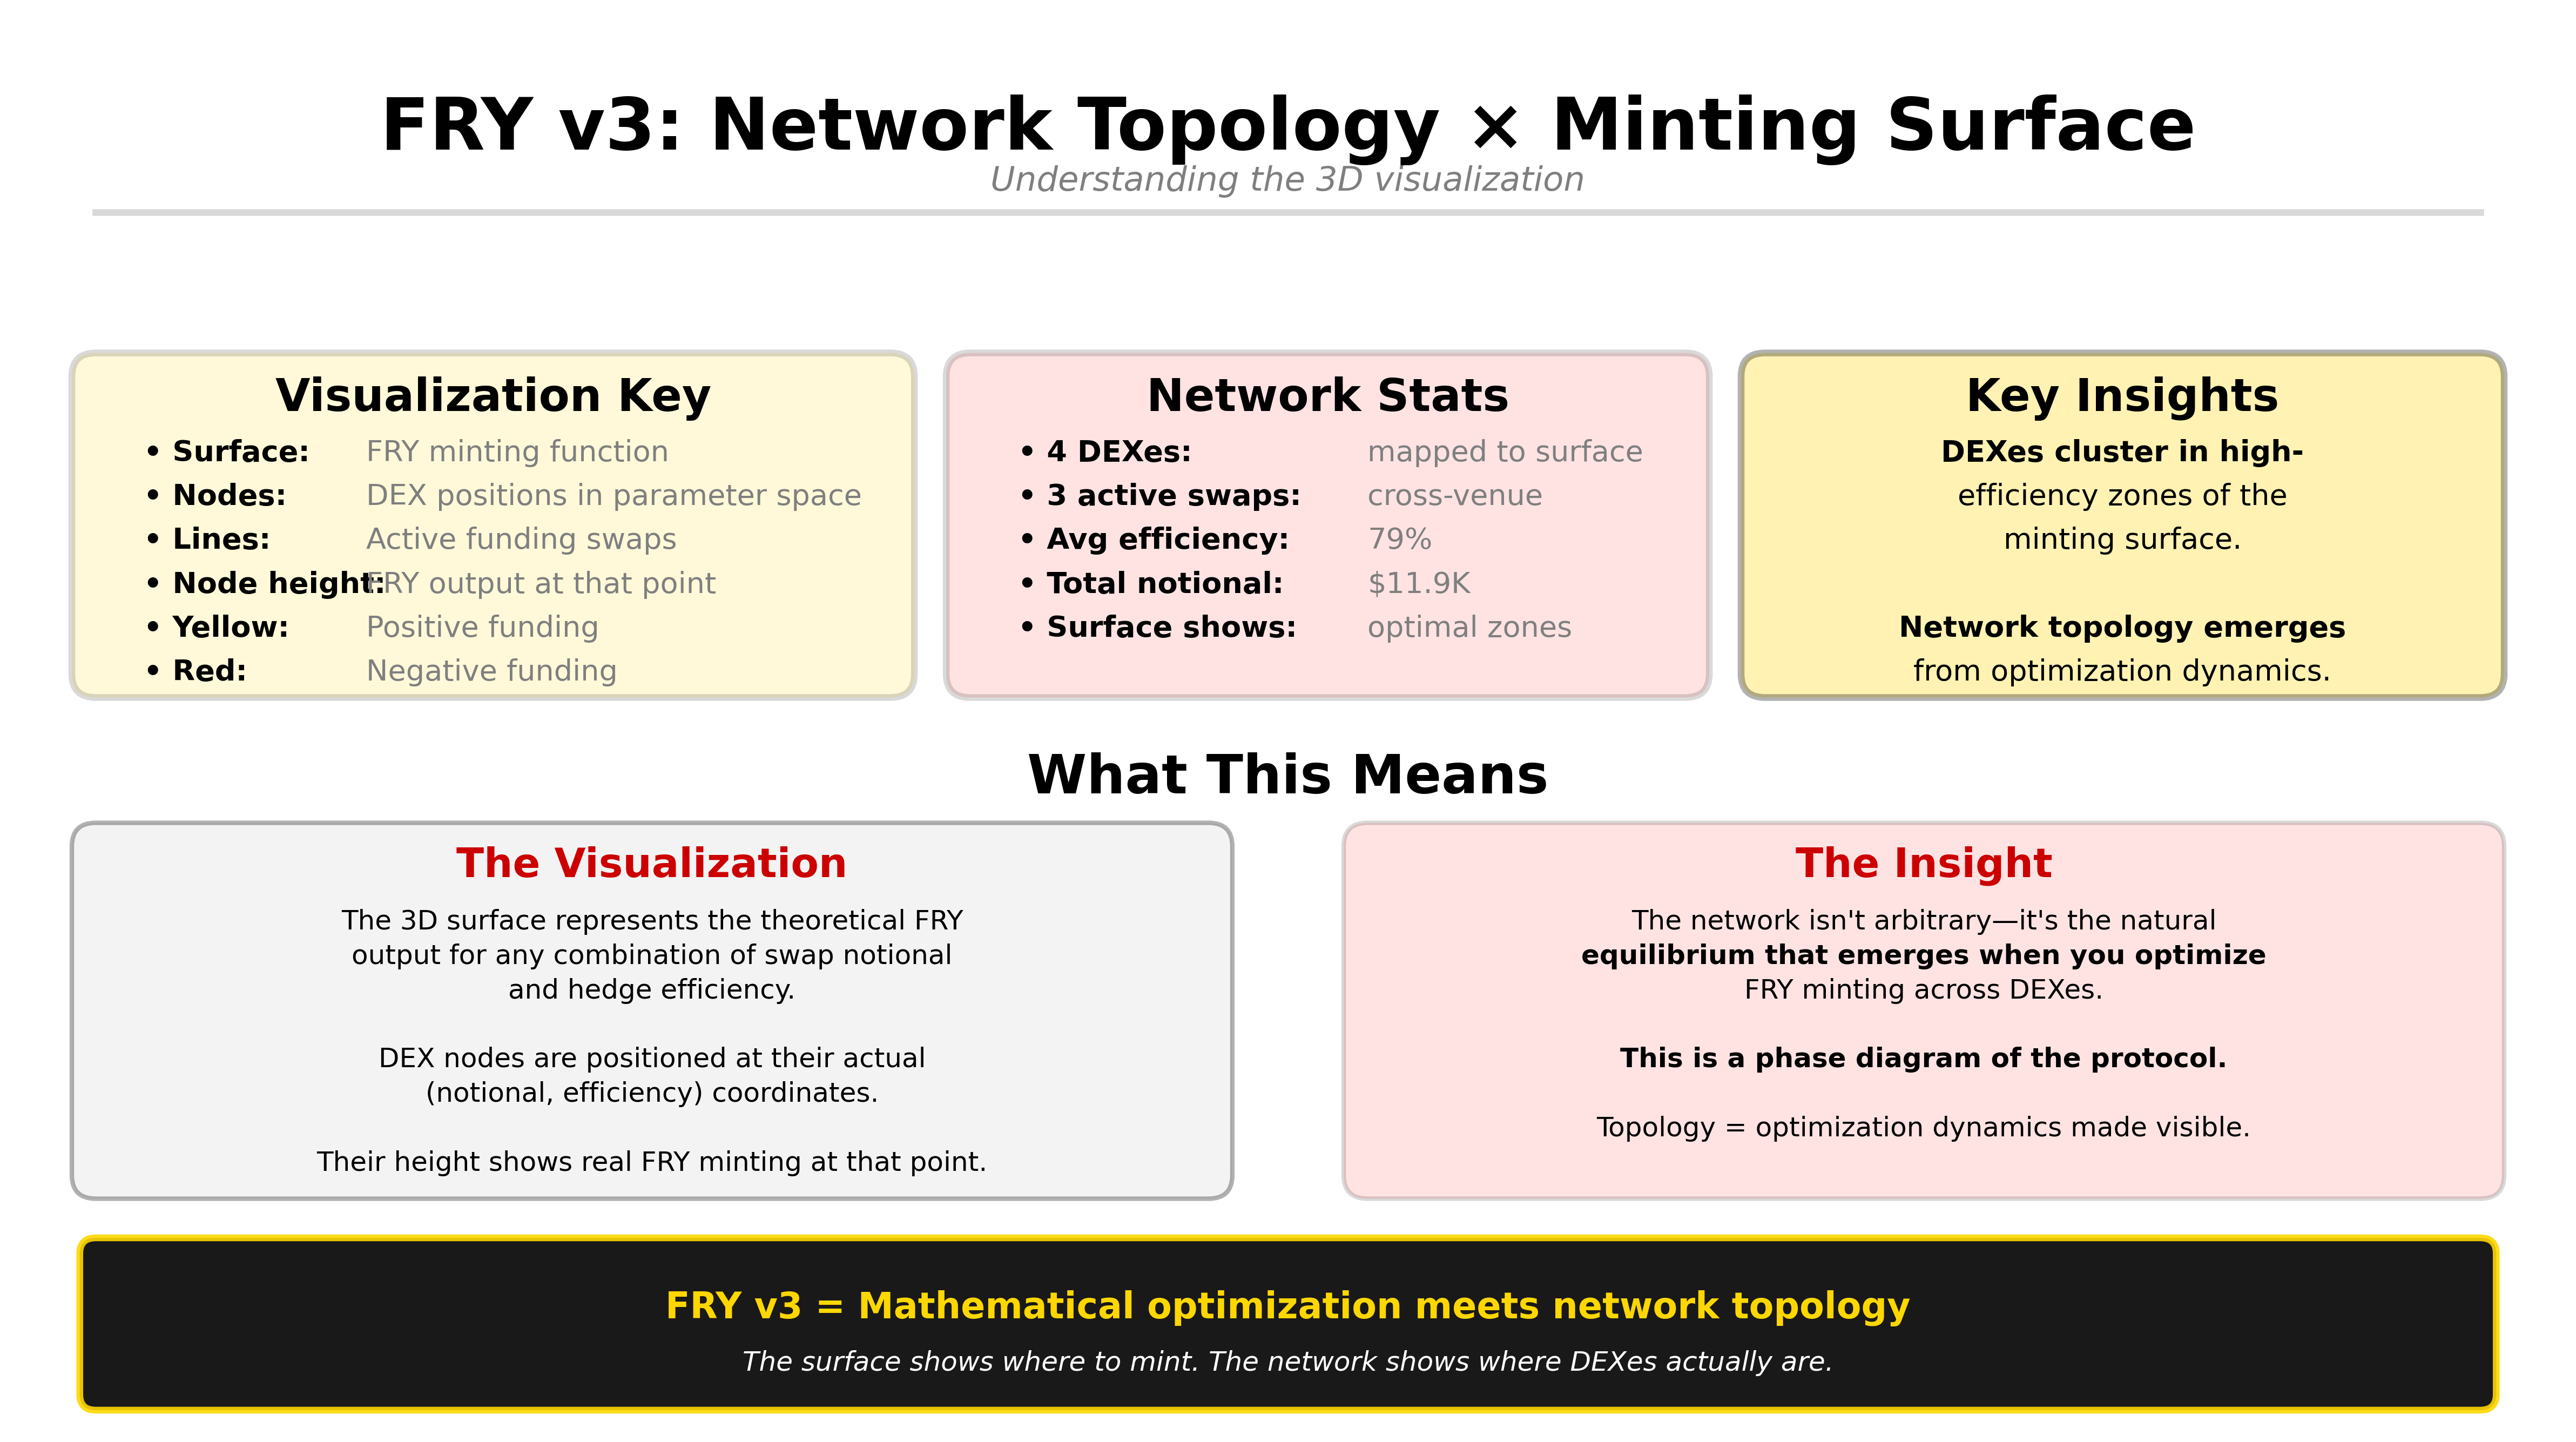 FRY v3: Network Topology × Minting Surface
Understanding the 3D visualization
Visualization Key
• Surface: FRY minting function
• Nodes: DEX positions in parameter space
• Lines: Active funding swaps
• Node height: FRY output at that point
• Yellow: Positive funding
• Red: Negative funding
Network Stats
• 4 DEXes: mapped to surface
• 3 active swaps: cross-venue
• Avg efficiency: 79%
• Total notional: $11.9K
• Surface shows: optimal zones
Key Insights
DEXes cluster in high-
efficiency zones of the
minting surface.
Network topology emerges
from optimization dynamics.
What This Means
The Visualization
The 3D surface represents the theoretical FRY
output for any combination of swap notional
and hedge efficiency.
DEX nodes are positioned at their actual
(notional, efficiency) coordinates.
Their height shows real FRY minting at that point.
The Insight
The network isn't arbitrary—it's the natural
equilibrium that emerges when you optimize
FRY minting across DEXes.
This is a phase diagram of the protocol.
Topology = optimization dynamics made visible.
FRY v3 = Mathematical optimization meets network topology
The surface shows where to mint. The network shows where DEXes actually are.